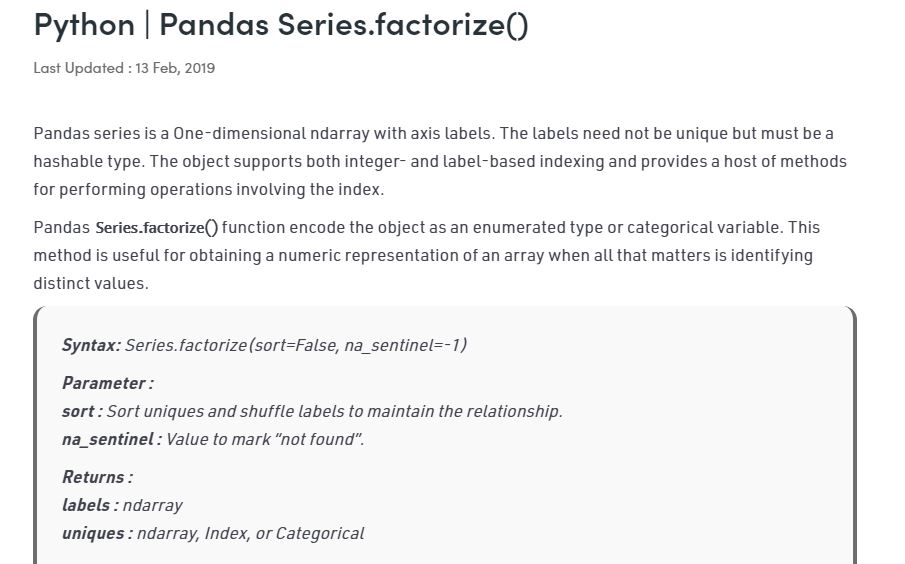 Python | Pandas Series.factorize()
Last Updated : 13 Feb, 2019
Pandas series is a One-dimensional ndarray with axis labels. The labels need not be unique but must be a
hashable type. The object supports both integer- and label-based indexing and provides a host of methods
for performing operations involving the index.
Pandas Series.factorize() function encode the object as an enumerated type or categorical variable. This
method is useful for obtaining a numeric representation of an array when all that matters is identifying
distinct values.
Syntax: Series.factorize(sort=False, na_sentinel=-1)
Parameter :
sort : Sort uniques and shuffle labels to maintain the relationship.
na_sentinel : Value to mark “not found”.
Returns :
labels : ndarray
uniques : ndarray, Index, or Categorical